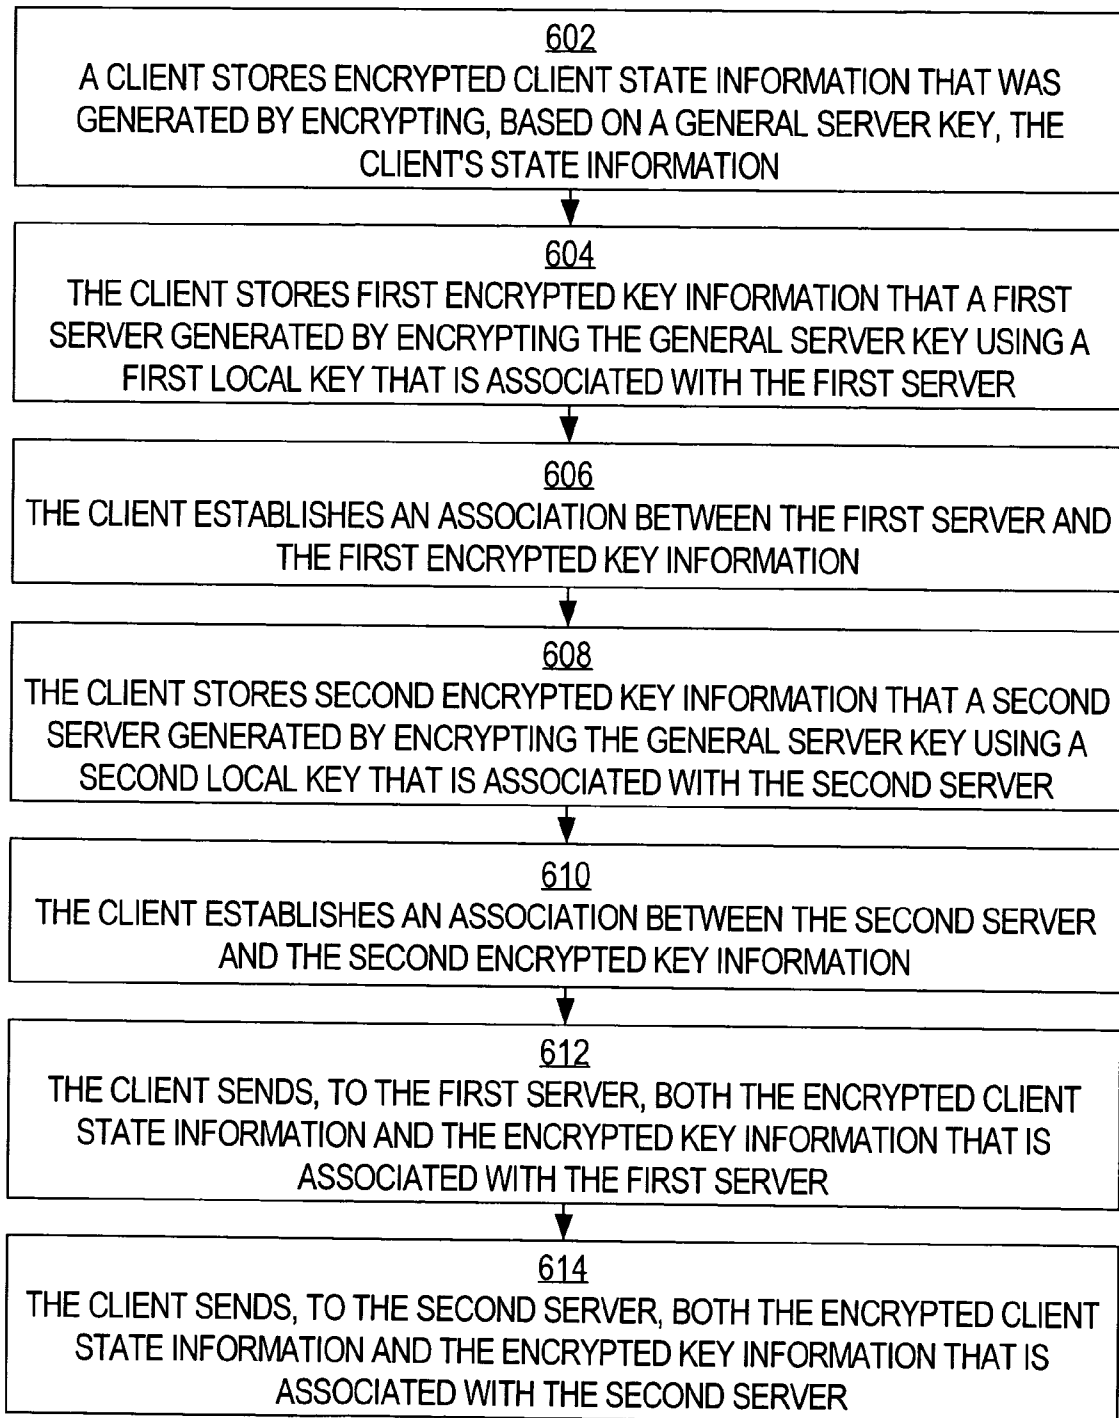 602
A CLIENT STORES ENCRYPTED CLIENT STATE INFORMATION THAT WAS
GENERATED BY ENCRYPTING, BASED ON A GENERAL SERVER KEY, THE
CLIENT'S STATE INFORMATION
604
THE CLIENT STORES FIRST ENCRYPTED KEY INFORMATION THAT A FIRST
SERVER GENERATED BY ENCRYPTING THE GENERAL SERVER KEY USING A
FIRST LOCAL KEY THAT IS ASSOCIATED WITH THE FIRST SERVER
606
THE CLIENT ESTABLISHES AN ASSOCIATION BETWEEN THE FIRST SERVER AND
THE FIRST ENCRYPTED KEY INFORMATION
608
THE CLIENT STORES SECOND ENCRYPTED KEY INFORMATION THAT A SECOND
SERVER GENERATED BY ENCRYPTING THE GENERAL SERVER KEY USING A
SECOND LOCAL KEY THAT IS ASSOCIATED WITH THE SECOND SERVER
610
THE CLIENT ESTABLISHES AN ASSOCIATION BETWEEN THE SECOND SERVER
AND THE SECOND ENCRYPTED KEY INFORMATION
612
THE CLIENT SENDS, TO THE FIRST SERVER, BOTH THE ENCRYPTED CLIENT
STATE INFORMATION AND THE ENCRYPTED KEY INFORMATION THAT IS
ASSOCIATED WITH THE FIRST SERVER
614
THE CLIENT SENDS, TO THE SECOND SERVER, BOTH THE ENCRYPTED CLIENT
STATE INFORMATION AND THE ENCRYPTED KEY INFORMATION THAT IS
ASSOCIATED WITH THE SECOND SERVER